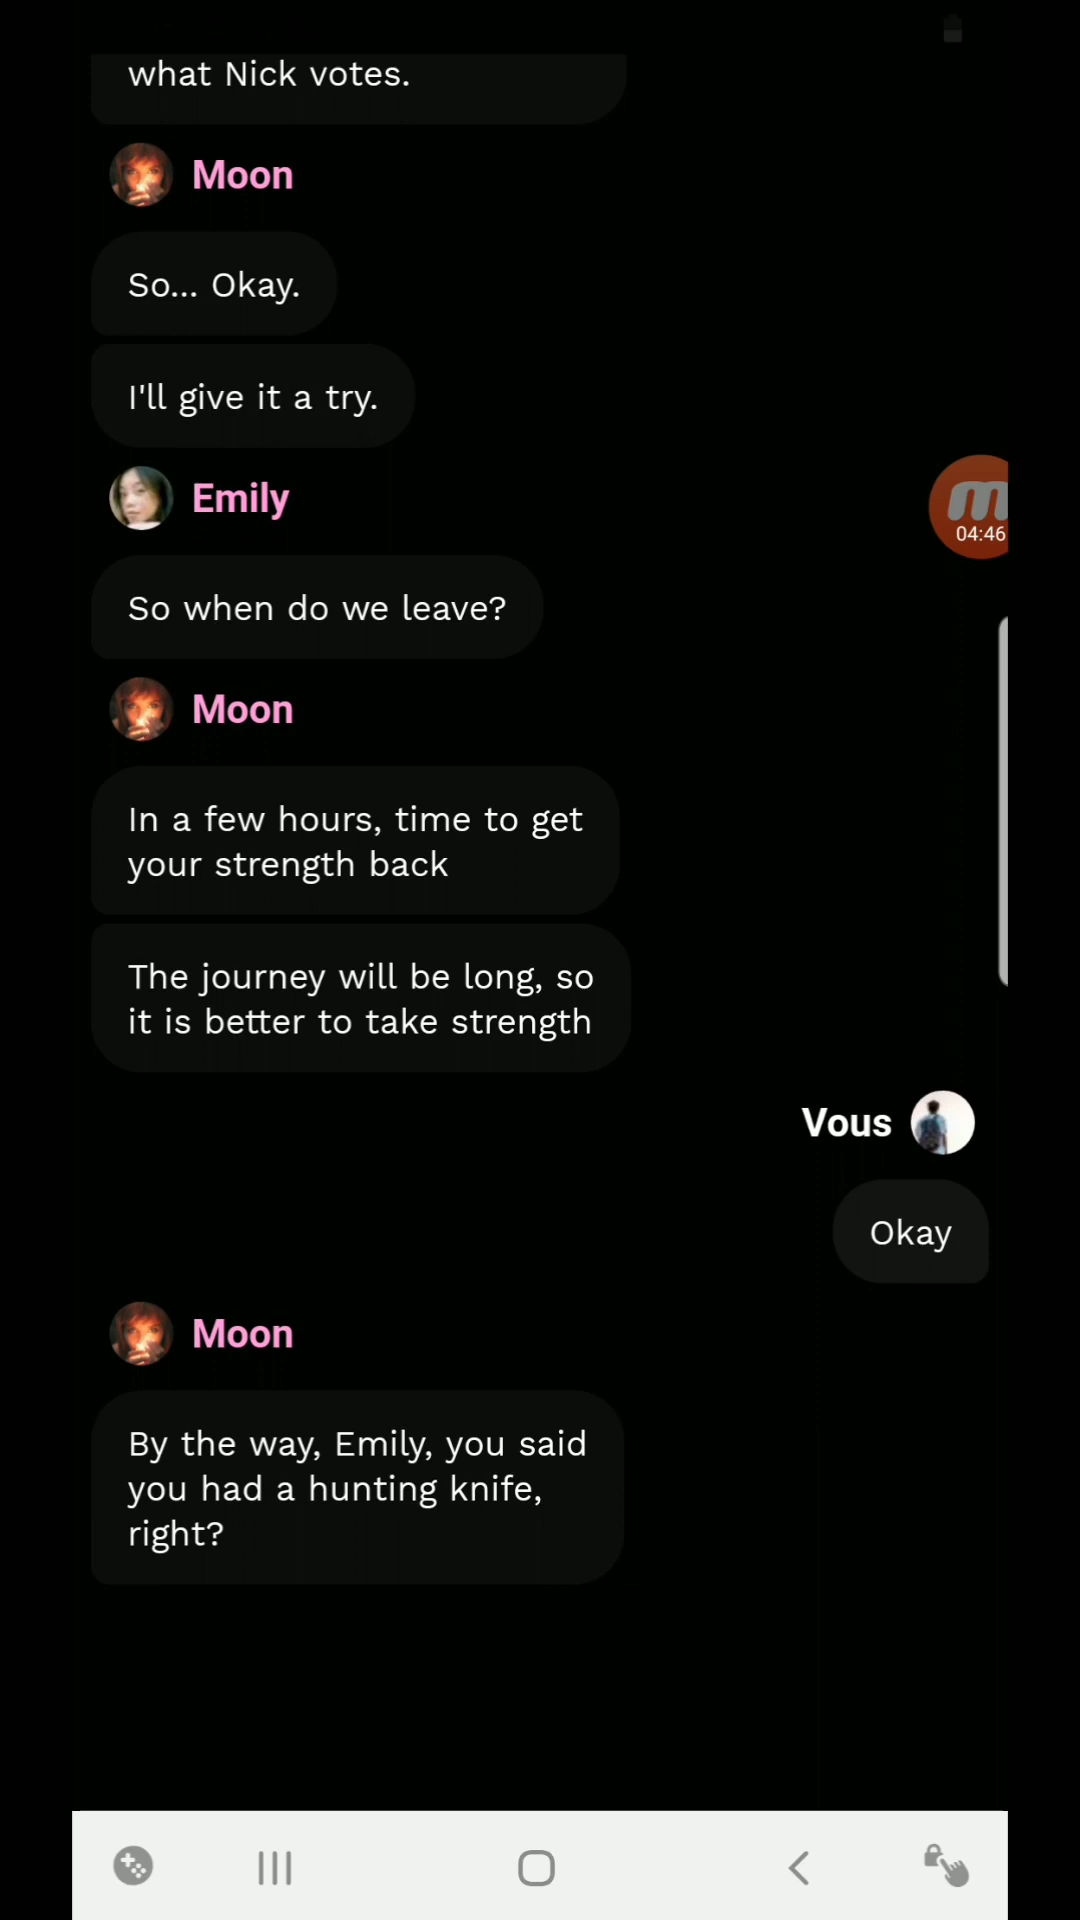 what Nick votes.
Moon
So... Okay.
I'll give it a try.
Emily
m
04:46
So when do we leave?
Moon
In a few hours, time to get
your strength back
The journey will be long, so
it is better to take strength
Vous
Okay
Moon
By the way, Emily, you said
you had a hunting knife,
right?